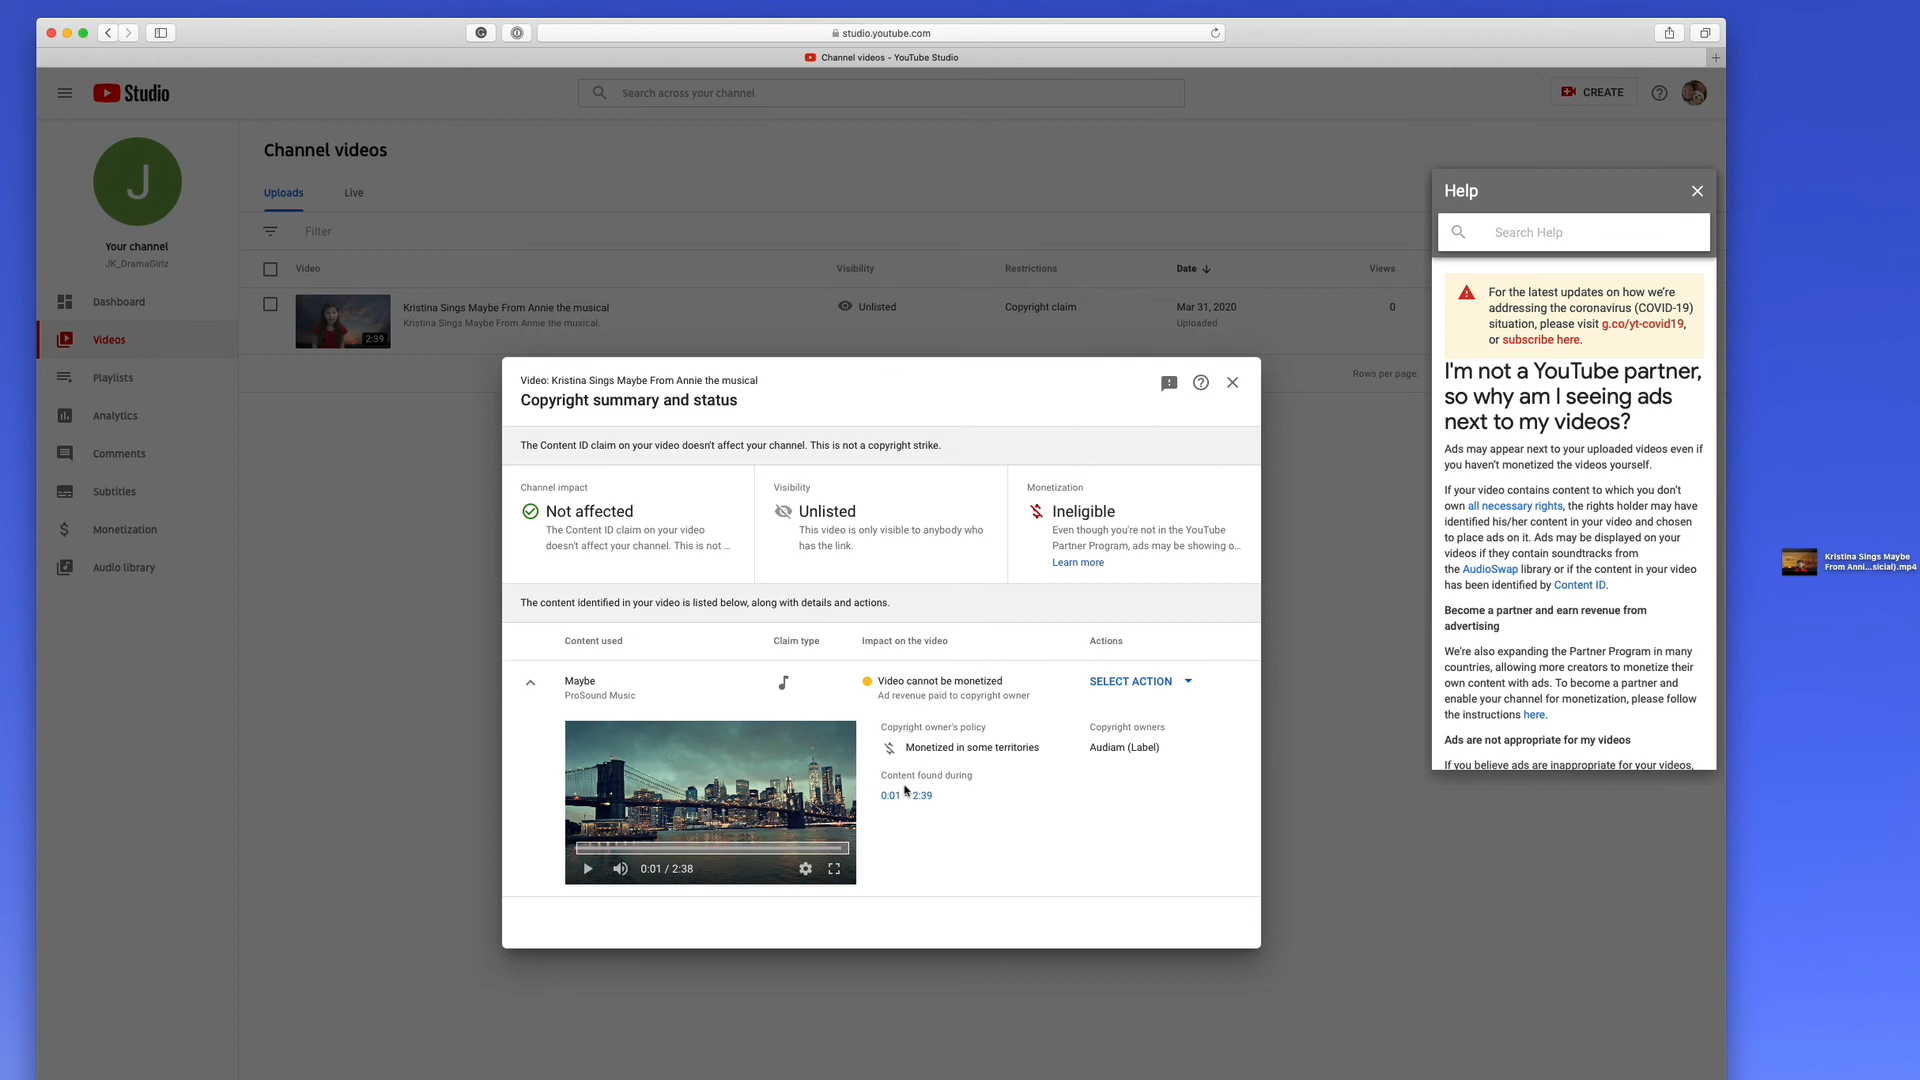 studio.youtube.com
Channel videos - YouTube Studio
Studio
Search across your channel
CREATE
J
Your channel
JK_DramaGirlz
Dashboard
Videos
Playlists
Analytics
Comments
Subtitles
Monetization
Audio library
Channel videos
Uploads
Live
Filter
Video
Visibility
Restrictions
Date
Views
2:39
Kristina Sings Maybe From Annie the musical
Kristina Sings Maybe From Annie the musical.
Unlisted
Copyright claim
Mar 31, 2020
Uploaded
0
Rows per page:
Video: Kristina Sings Maybe From Annie the musical
Copyright summary and status
The Content ID claim on your video doesn't affect your channel. This is not a copyright strike.
Channel impact
Not affected
The Content ID claim on your video
doesn't affect your channel. This is not ...
Visibility
Unlisted
This video is only visible to anybody who
has the link.
Monetization
Ineligible
Even though you're not in the YouTube
Partner Program, ads may be showing o...
Learn more
The content identified in your video is listed below, along with details and actions.
Content used
Claim type
Impact on the video
Actions
Maybe
ProSound Music
Video cannot be monetized
Ad revenue paid to copyright owner
SELECT ACTION
Copyright owner's policy
Monetized in some territories
Content found during
0:01 2:39
Copyright owners
Audiam (Label)
0:01 / 2:38
Help
Search Help
For the latest updates on how we're
addressing the coronavirus (COVID-19)
situation, please visit g.co/yt-covid19,
or subscribe here.
I'm not a YouTube partner,
so why am I seeing ads
next to my videos?
Ads may appear next to your uploaded videos even if
you haven't monetized the videos yourself.
If your video contains content to which you don't
own all necessary rights, the rights holder may have
identified his/her content in your video and chosen
to place ads on it. Ads may be displayed on your
videos if they contain soundtracks from
the AudioSwap library or if the content in your video
has been identified by Content ID.
Become a partner and earn revenue from
advertising
We're also expanding the Partner Program in many
countries, allowing more creators to monetize their
own content with ads. To become a partner and
enable your channel for monetization, please follow
the instructions here.
Ads are not appropriate for my videos
If you believe ads are inappropriate for your videos,
Kristina Sings Maybe
From Anni...sicial).mp4